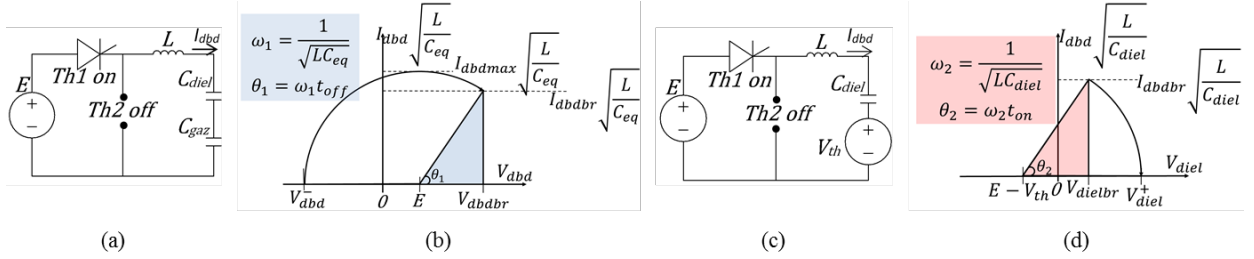 E
Th1 on
Th2 off
L
I_dbd
C_diel
C_gaz
+
−
(a)
ω₁ = 1/√(LC_eq)
θ₁ = ω₁t_off
I_dbd √(L/C_eq)
I_dbdmax √(L/C_eq)
I_dbdbr √(L/C_eq)
θ₁
V_dbd
V⁻_dbd
0
E
V_dbdbr
(b)
E
Th1 on
Th2 off
L
I_dbd
C_diel
V_th
+
−
+
−
(c)
ω₂ = 1/√(LC_diel)
θ₂ = ω₂t_on
I_dbd √(L/C_diel)
I_dbdbr √(L/C_diel)
θ₂
V_diel
E − V_th
0
V_dielbr
V⁺_diel
(d)